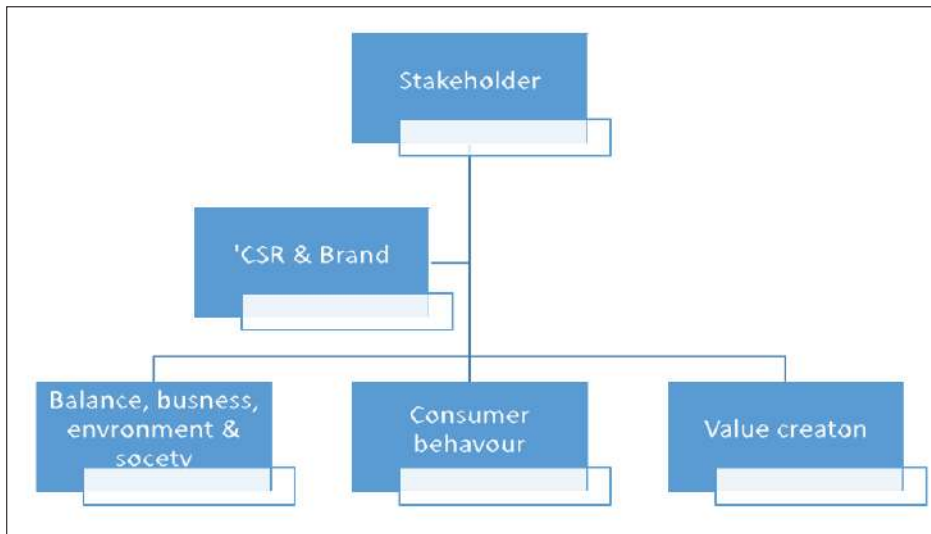 Stakeholder
'CSR & Brand
Balance, busness,
envronment &
socety
Consumer
behavour
Value creaton